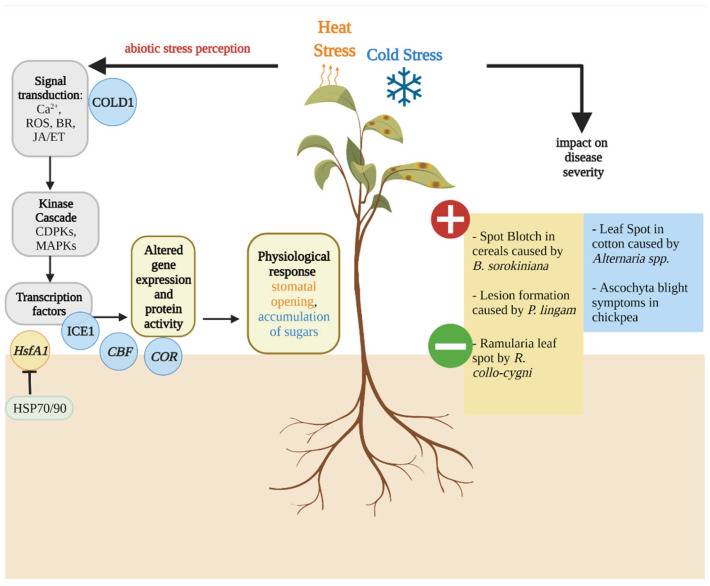 Heat
Stress
Cold Stress
abiotic stress perception
Signal
transduction:
Ca²⁺,
ROS, BR,
JA/ET
COLD1
Kinase
Cascade
CDPKs,
MAPKs
Transcription
factors
ICE1
HsfA1
HSP70/90
CBF
COR
Altered
gene
expression
and
protein
activity
Physiological
response
stomatal
opening,
accumulation
of sugars
impact on
disease
severity
- Spot Blotch in
cereals caused by
B. sorokiniana
- Lesion formation
caused by P. lingam
- Ramularia leaf
spot by R.
collo-cygni
- Leaf Spot in
cotton caused by
Alternaria spp.
- Ascochyta blight
symptoms in
chickpea